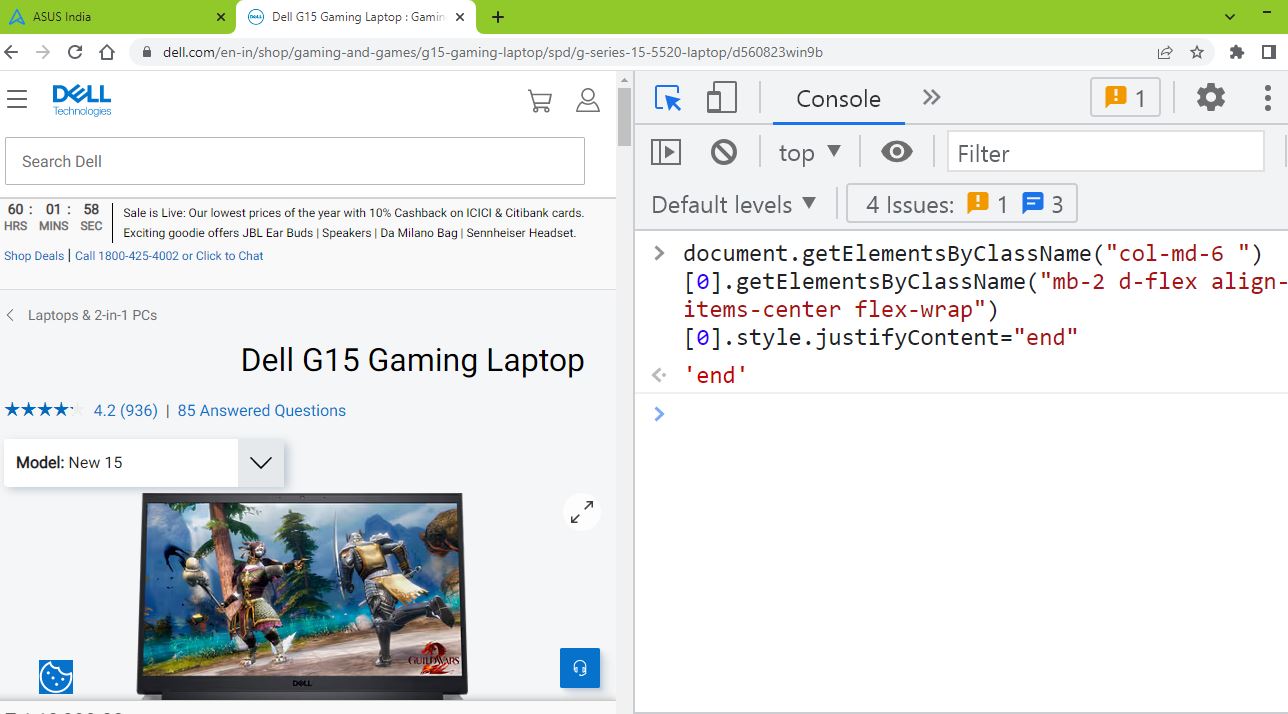 ASUS India
Dell G15 Gaming Laptop : Gamin
dell.com/en-in/shop/gaming-and-games/g15-gaming-laptop/spd/g-series-15-5520-laptop/d560823win9b
DELL
Technologies
Search Dell
60 : 01 : 58
HRS MINS SEC
Sale is Live: Our lowest prices of the year with 10% Cashback on ICICI & Citibank cards.
Exciting goodie offers JBL Ear Buds | Speakers | Da Milano Bag | Sennheiser Headset.
Shop Deals | Call 1800-425-4002 or Click to Chat
Laptops & 2-in-1 PCs
Dell G15 Gaming Laptop
4.2 (936) | 85 Answered Questions
Model: New 15
GUILDWARS
DELL
Console
1
top
Filter
Default levels
4 Issues: 1 3
document.getElementsByClassName("col-md-6 ")
[0].getElementsByClassName("mb-2 d-flex align-
items-center flex-wrap")
[0].style.justifyContent="end"
'end'